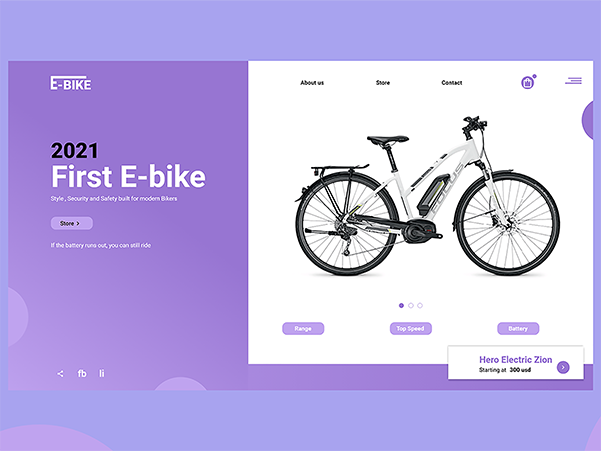 E-BIKE
About us
Store
Contact
2021
First E-bike
Style , Security and Safety built for modern Bikers
Store >
If the battery runs out, you can still ride
Range
Top Speed
Battery
Hero Electric Zion
Starting at 300 usd
fb
li